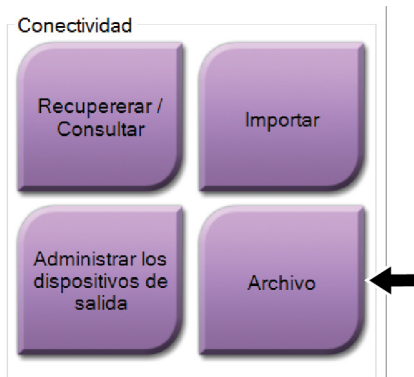 Conectividad
Recupererar /
Consultar
Importar
Administrar los
dispositivos de
salida
Archivo